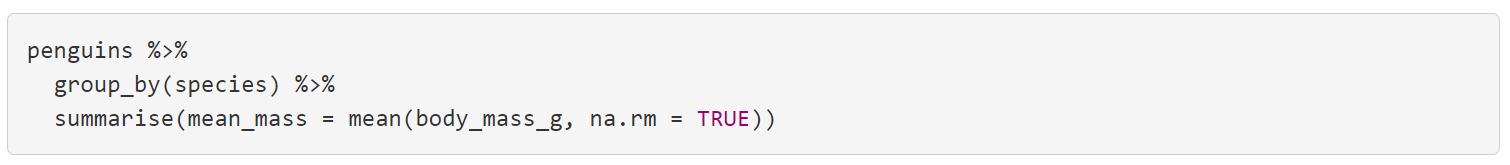 penguins %>%
  group_by(species) %>%
  summarise(mean_mass = mean(body_mass_g, na.rm = TRUE))